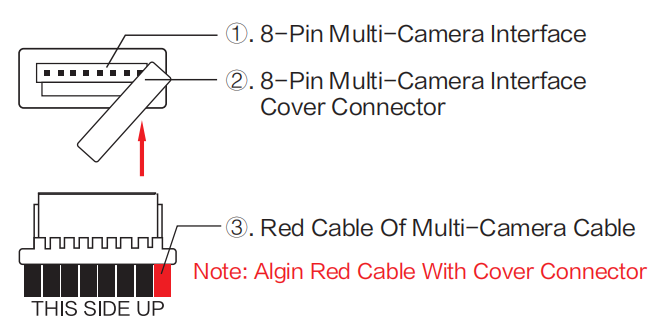 ①. 8-Pin Multi-Camera Interface
②. 8-Pin Multi-Camera Interface
Cover Connector
③. Red Cable Of Multi-Camera Cable
Note: Algin Red Cable With Cover Connector
THIS SIDE UP